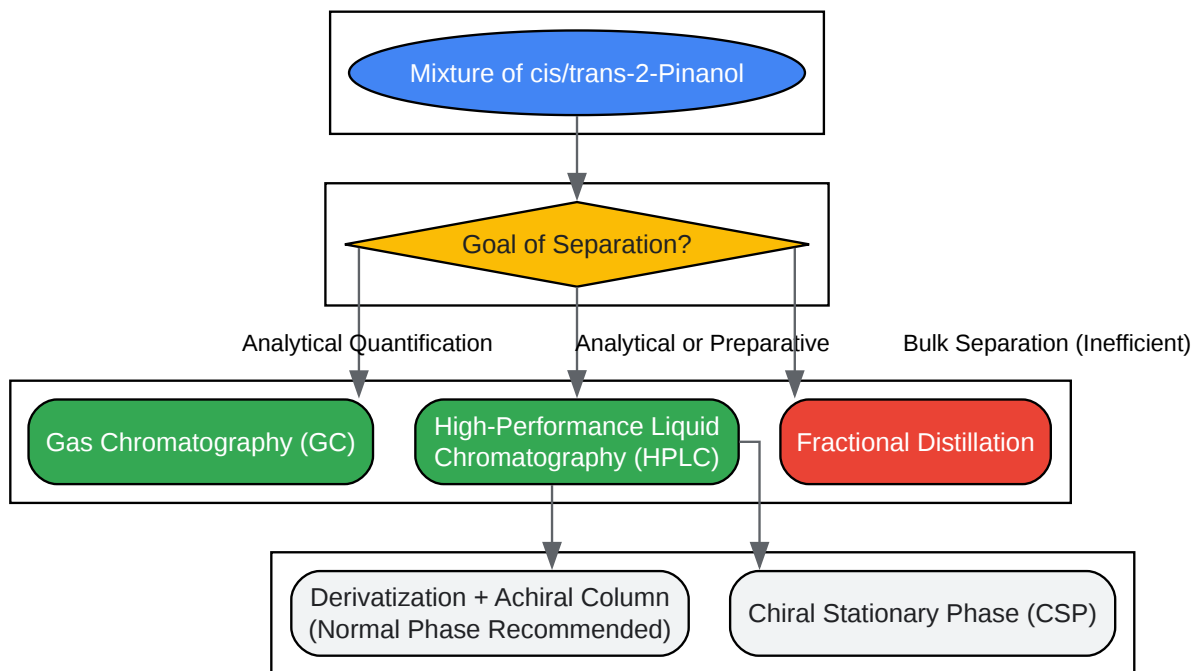 Mixture of cis/trans-2-Pinanol
Goal of Separation?
Analytical Quantification
Analytical or Preparative
Bulk Separation (Inefficient)
Gas Chromatography (GC)
High-Performance Liquid
Chromatography (HPLC)
Fractional Distillation
Derivatization + Achiral Column
(Normal Phase Recommended)
Chiral Stationary Phase (CSP)